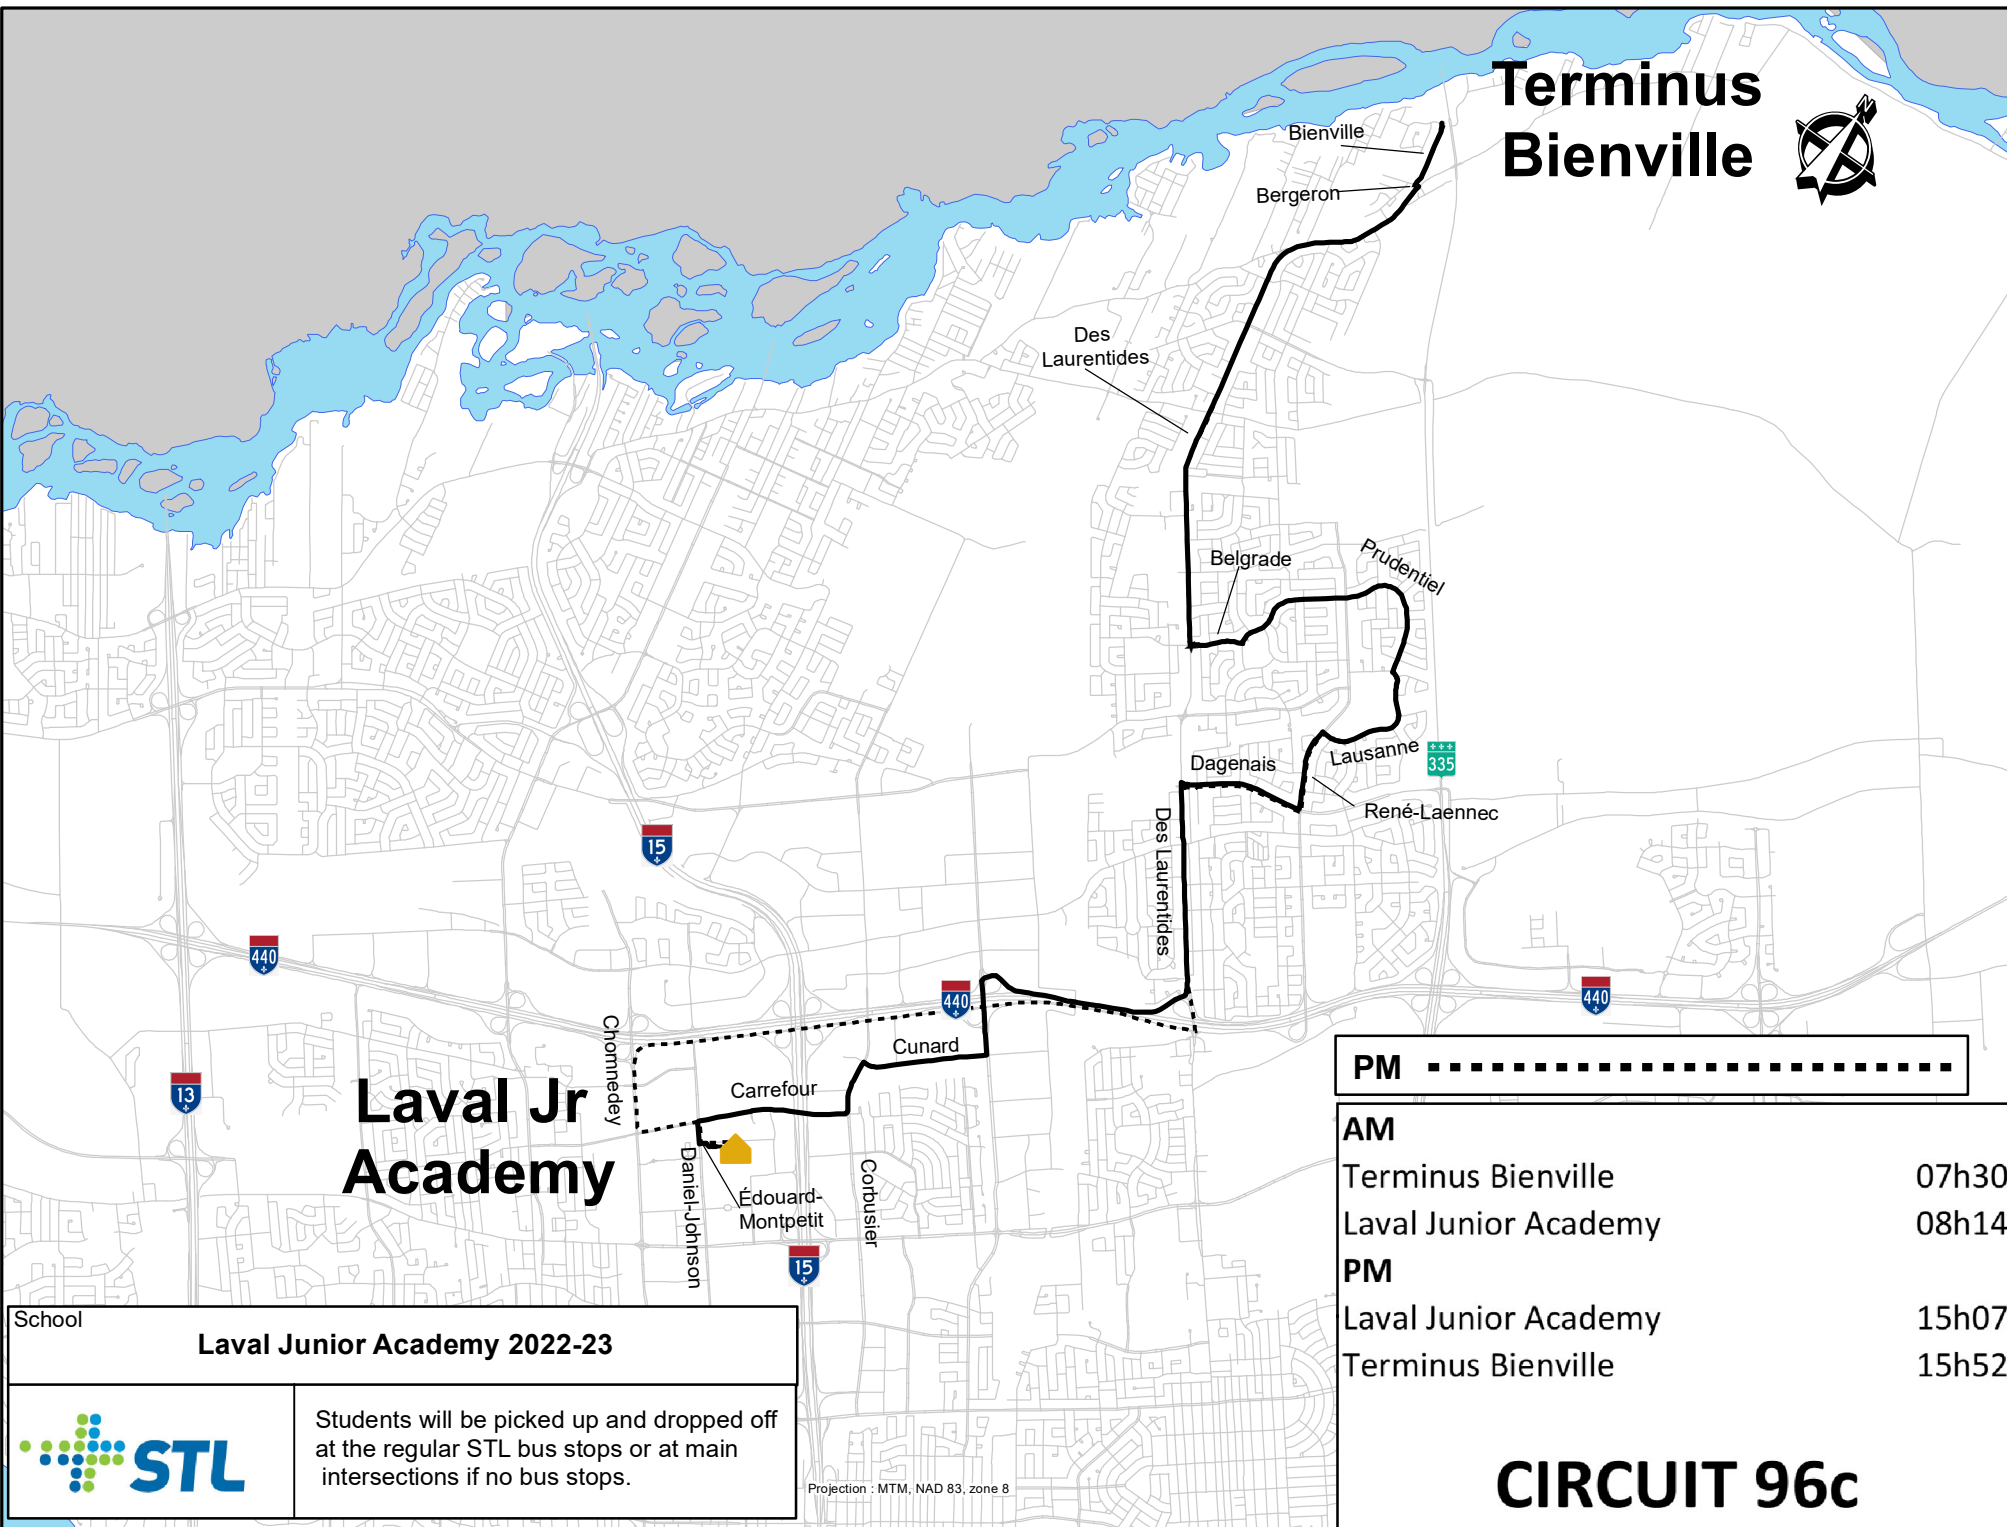 Terminus
Bienville
N
Bienville
Bergeron
Des
Laurentides
Belgrade
Prudentiel
Lausanne
335
Dagenais
René-Laennec
Des Laurentides
15
440
440
440
Chomnedey
Cunard
Carrefour
13
Laval Jr
Academy
Daniel-Johnson
Édouard-
Montpetit
Corbusier
15
PM
AM
Terminus Bienville 07h30
Laval Junior Academy 08h14
PM
Laval Junior Academy 15h07
Terminus Bienville 15h52
CIRCUIT 96c
School
Laval Junior Academy 2022-23
STL
Students will be picked up and dropped off
at the regular STL bus stops or at main
intersections if no bus stops.
Projection : MTM, NAD 83, zone 8